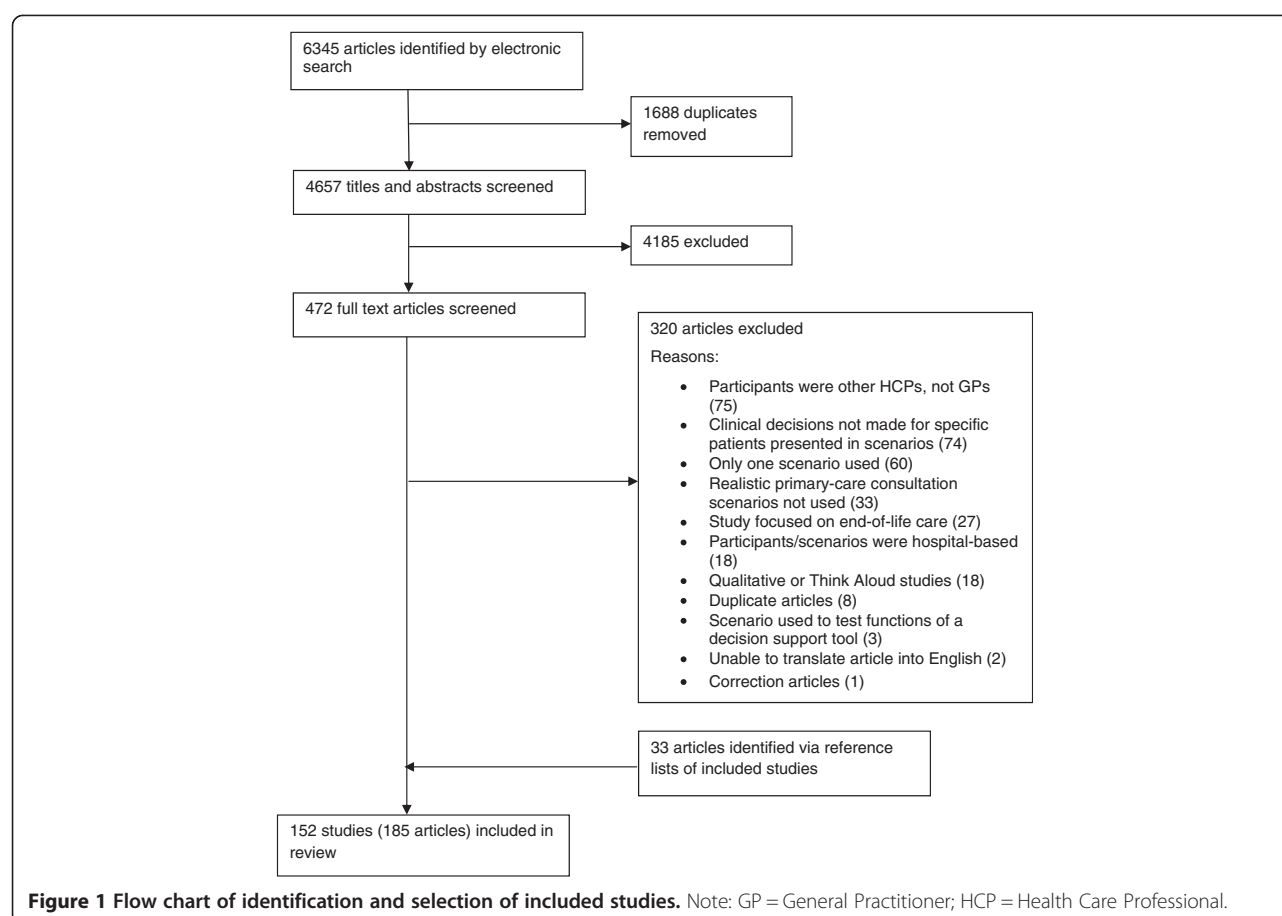 6345 articles identified by electronic
search
1688 duplicates
removed
4657 titles and abstracts screened
4185 excluded
472 full text articles screened
320 articles excluded
Reasons:
• Participants were other HCPs, not GPs
(75)
• Clinical decisions not made for specific
patients presented in scenarios (74)
• Only one scenario used (60)
• Realistic primary-care consultation
scenarios not used (33)
• Study focused on end-of-life care (27)
• Participants/scenarios were hospital-based
(18)
• Qualitative or Think Aloud studies (18)
• Duplicate articles (8)
• Scenario used to test functions of a
decision support tool (3)
• Unable to translate article into English (2)
• Correction articles (1)
33 articles identified via reference
lists of included studies
152 studies (185 articles) included in
review
Figure 1 Flow chart of identification and selection of included studies. Note: GP = General Practitioner; HCP = Health Care Professional.